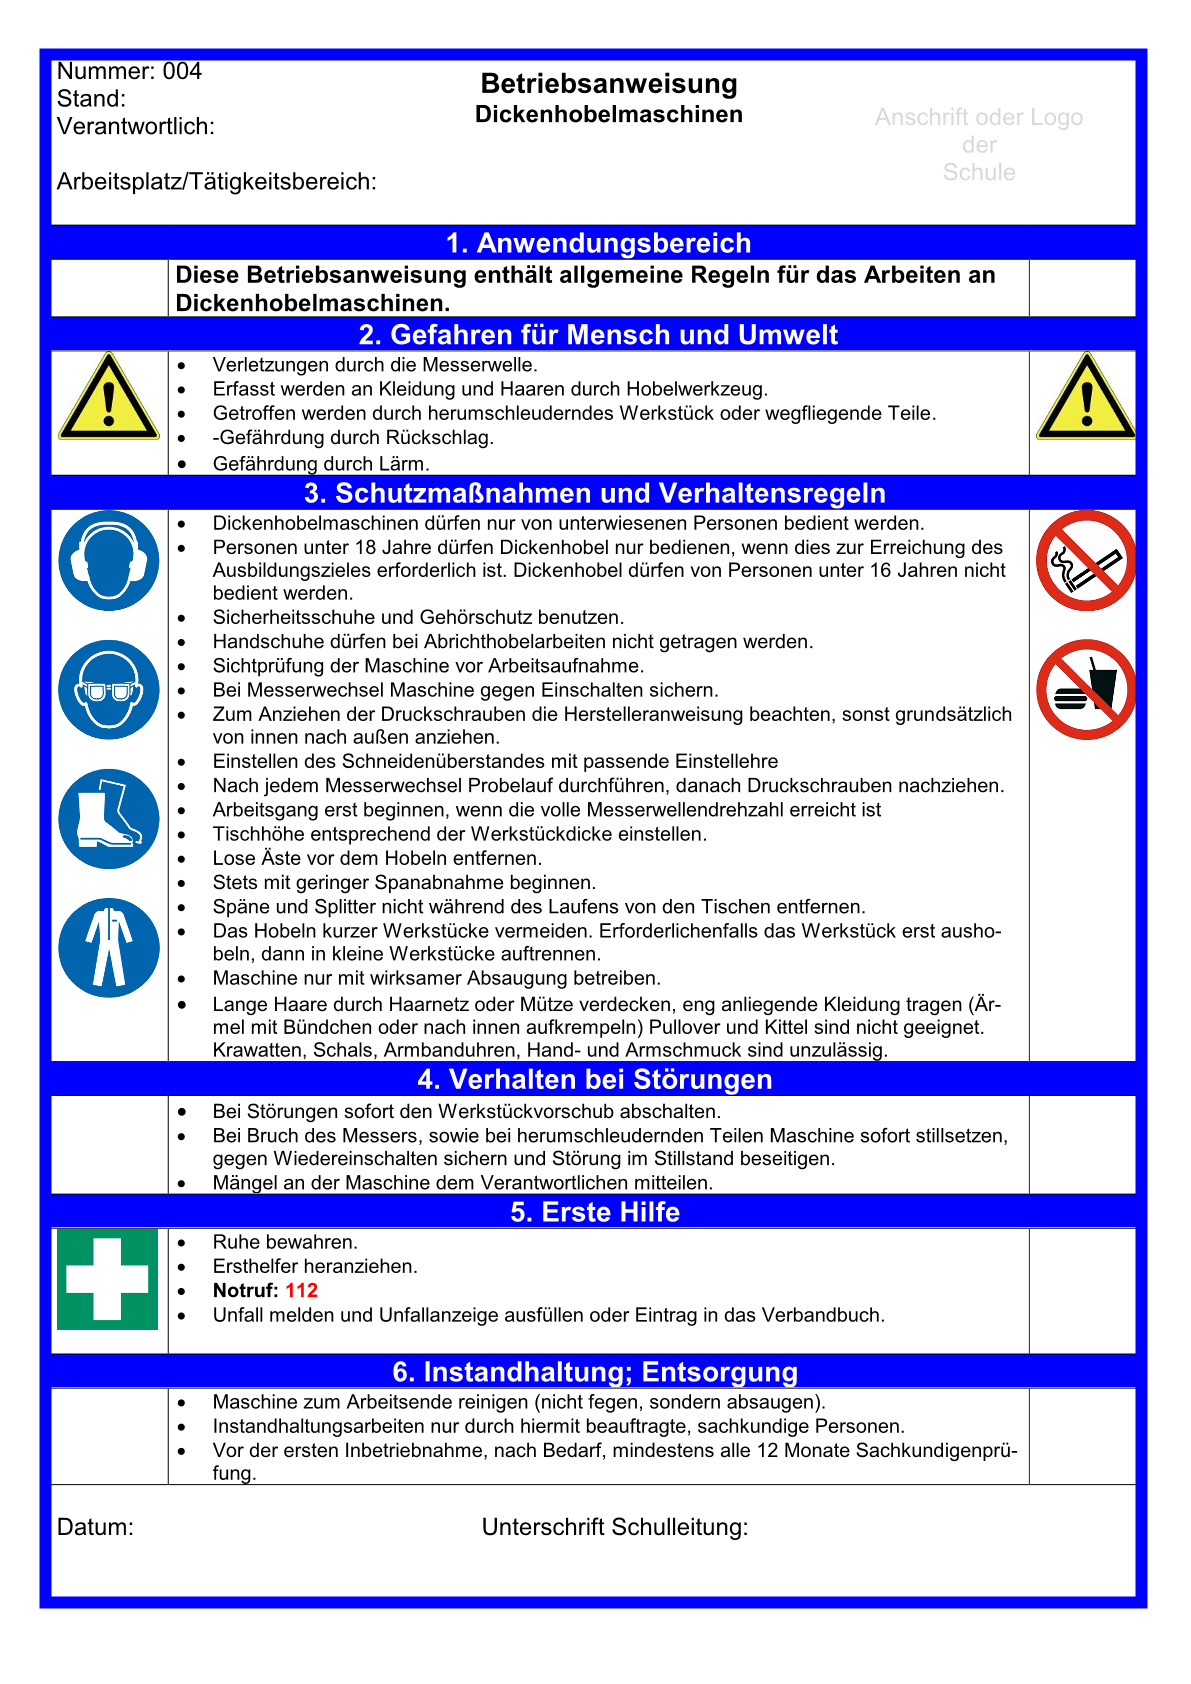 Nummer: 004
Stand:
Verantwortlich:
Arbeitsplatz/Tätigkeitsbereich:
Betriebsanweisung
Dickenhobelmaschinen
Anschrift oder Logo
der
Schule
1. Anwendungsbereich
Diese Betriebsanweisung enthält allgemeine Regeln für das Arbeiten an
Dickenhobelmaschinen.
2. Gefahren für Mensch und Umwelt
• Verletzungen durch die Messerwelle.
• Erfasst werden an Kleidung und Haaren durch Hobelwerkzeug.
• Getroffen werden durch herumschleuderndes Werkstück oder wegfliegende Teile.
• -Gefährdung durch Rückschlag.
• Gefährdung durch Lärm.
3. Schutzmaßnahmen und Verhaltensregeln
• Dickenhobelmaschinen dürfen nur von unterwiesenen Personen bedient werden.
• Personen unter 18 Jahre dürfen Dickenhobel nur bedienen, wenn dies zur Erreichung des
Ausbildungszieles erforderlich ist. Dickenhobel dürfen von Personen unter 16 Jahren nicht
bedient werden.
• Sicherheitsschuhe und Gehörschutz benutzen.
• Handschuhe dürfen bei Abrichthobelarbeiten nicht getragen werden.
• Sichtprüfung der Maschine vor Arbeitsaufnahme.
• Bei Messerwechsel Maschine gegen Einschalten sichern.
• Zum Anziehen der Druckschrauben die Herstelleranweisung beachten, sonst grundsätzlich
von innen nach außen anziehen.
• Einstellen des Schneidenüberstandes mit passende Einstellehre
• Nach jedem Messerwechsel Probelauf durchführen, danach Druckschrauben nachziehen.
• Arbeitsgang erst beginnen, wenn die volle Messerwellendrehzahl erreicht ist
• Tischhöhe entsprechend der Werkstückdicke einstellen.
• Lose Äste vor dem Hobeln entfernen.
• Stets mit geringer Spanabnahme beginnen.
• Späne und Splitter nicht während des Laufens von den Tischen entfernen.
• Das Hobeln kurzer Werkstücke vermeiden. Erforderlichenfalls das Werkstück erst ausho-
beln, dann in kleine Werkstücke auftrennen.
• Maschine nur mit wirksamer Absaugung betreiben.
• Lange Haare durch Haarnetz oder Mütze verdecken, eng anliegende Kleidung tragen (Är-
mel mit Bündchen oder nach innen aufkrempeln) Pullover und Kittel sind nicht geeignet.
Krawatten, Schals, Armbanduhren, Hand- und Armschmuck sind unzulässig.
4. Verhalten bei Störungen
• Bei Störungen sofort den Werkstückvorschub abschalten.
• Bei Bruch des Messers, sowie bei herumschleudernden Teilen Maschine sofort stillsetzen,
gegen Wiedereinschalten sichern und Störung im Stillstand beseitigen.
• Mängel an der Maschine dem Verantwortlichen mitteilen.
5. Erste Hilfe
• Ruhe bewahren.
• Ersthelfer heranziehen.
• Notruf: 112
• Unfall melden und Unfallanzeige ausfüllen oder Eintrag in das Verbandbuch.
6. Instandhaltung; Entsorgung
• Maschine zum Arbeitsende reinigen (nicht fegen, sondern absaugen).
• Instandhaltungsarbeiten nur durch hiermit beauftragte, sachkundige Personen.
• Vor der ersten Inbetriebnahme, nach Bedarf, mindestens alle 12 Monate Sachkundigenprü-
fung.
Datum: Unterschrift Schulleitung: